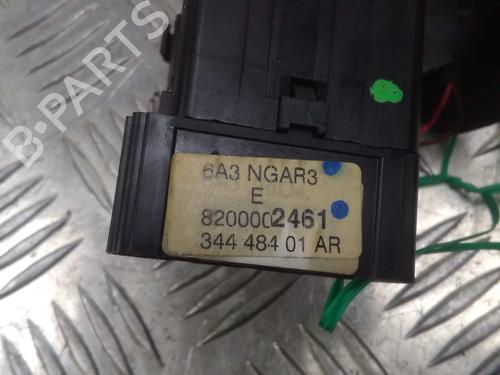 B-PARTS
6A3 NGAR3
E
8200002461
344 484 01 AR